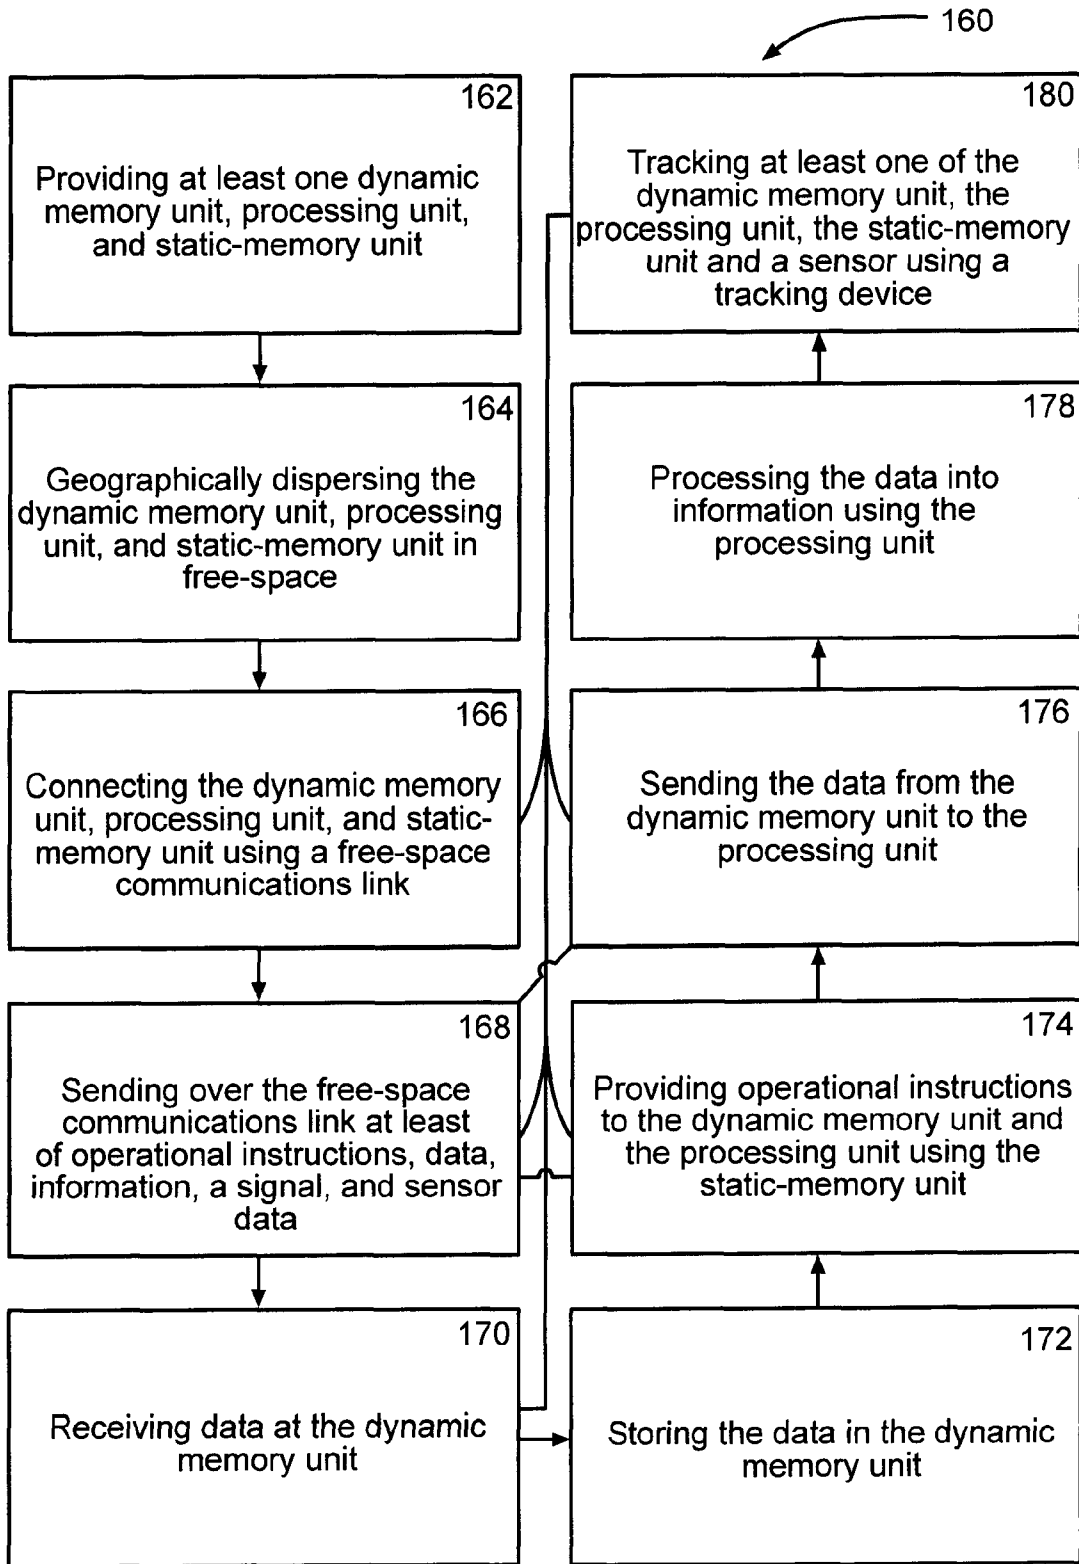 160
162
Providing at least one dynamic
memory unit, processing unit,
and static-memory unit
164
Geographically dispersing the
dynamic memory unit, processing
unit, and static-memory unit in
free-space
166
Connecting the dynamic memory
unit, processing unit, and static-
memory unit using a free-space
communications link
168
Sending over the free-space
communications link at least
of operational instructions, data,
information, a signal, and sensor
data
170
Receiving data at the dynamic
memory unit
172
Storing the data in the dynamic
memory unit
174
Providing operational instructions
to the dynamic memory unit and
the processing unit using the
static-memory unit
176
Sending the data from the
dynamic memory unit to the
processing unit
178
Processing the data into
information using the
processing unit
180
Tracking at least one of the
dynamic memory unit, the
processing unit, the static-memory
unit and a sensor using a
tracking device